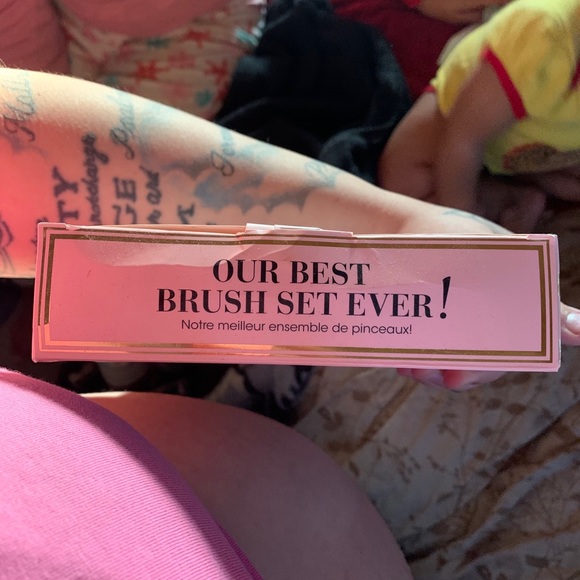 OUR BEST
BRUSH SET EVER!
Notre meilleur ensemble de pinceaux!